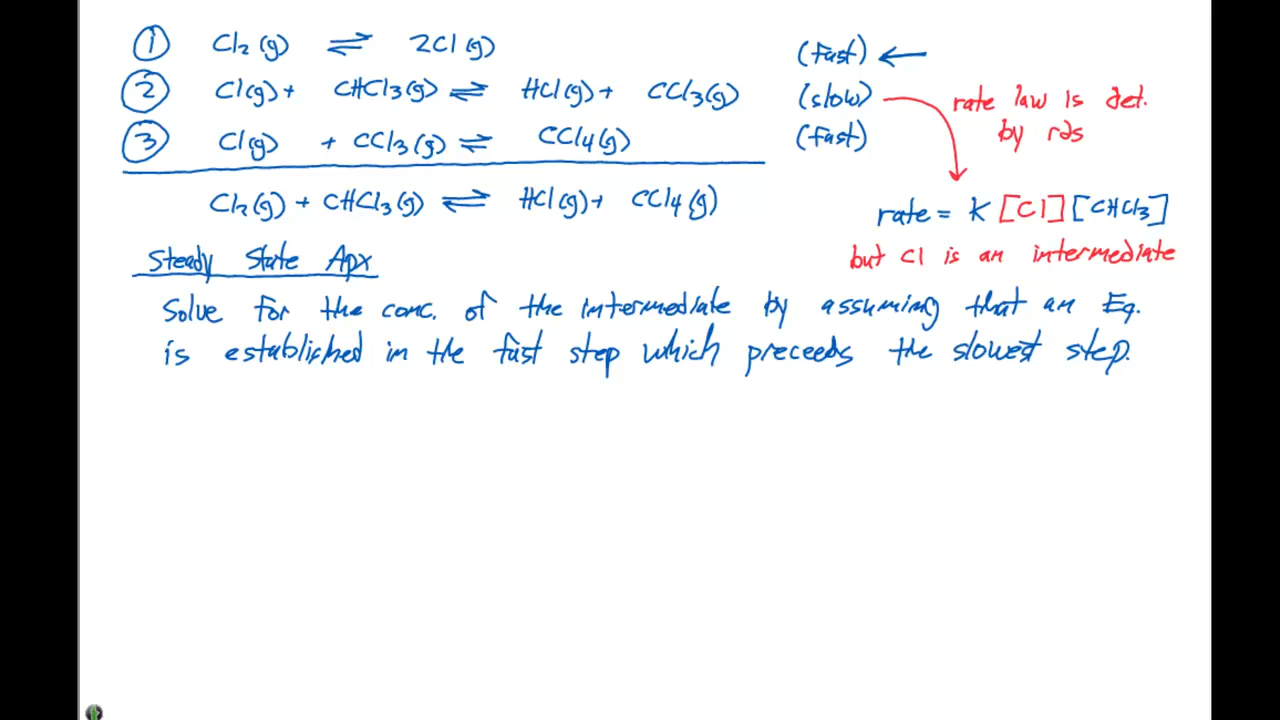 ① Cl₂(g) ⇌ 2Cl(g) (fast) ←
② Cl(g) + CHCl₃(g) ⇌ HCl(g) + CCl₃(g) (slow)
rate law is det.
by rds
③ Cl(g) + CCl₃(g) ⇌ CCl₄(g) (fast)
Cl₂(g) + CHCl₃(g) ⇌ HCl(g) + CCl₄(g)
rate = K [Cl][CHCl₃]
but Cl is an intermediate
Steady State Apx
Solve for the conc. of the intermediate by assuming that an Eq.
is established in the fast step which preceeds the slowest step.